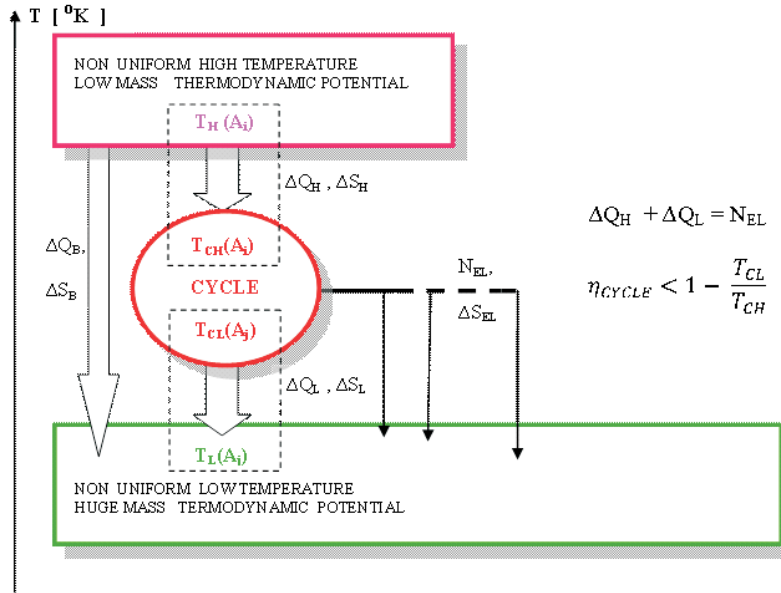 T [ °K ]
NON UNIFORM HIGH TEMPERATURE
LOW MASS THERMODYNAMIC POTENTIAL
T_H (A_i)
ΔQ_H , ΔS_H
ΔQ_B,
ΔS_B
T_CH(A_i)
CYCLE
T_CL(A_j)
N_EL,
ΔS_EL
ΔQ_H + ΔQ_L = N_EL
η_CYCLE < 1 − T_CL / T_CH
ΔQ_L , ΔS_L
T_L(A_i)
NON UNIFORM LOW TEMPERATURE
HUGE MASS TERMODYNAMIC POTENTIAL